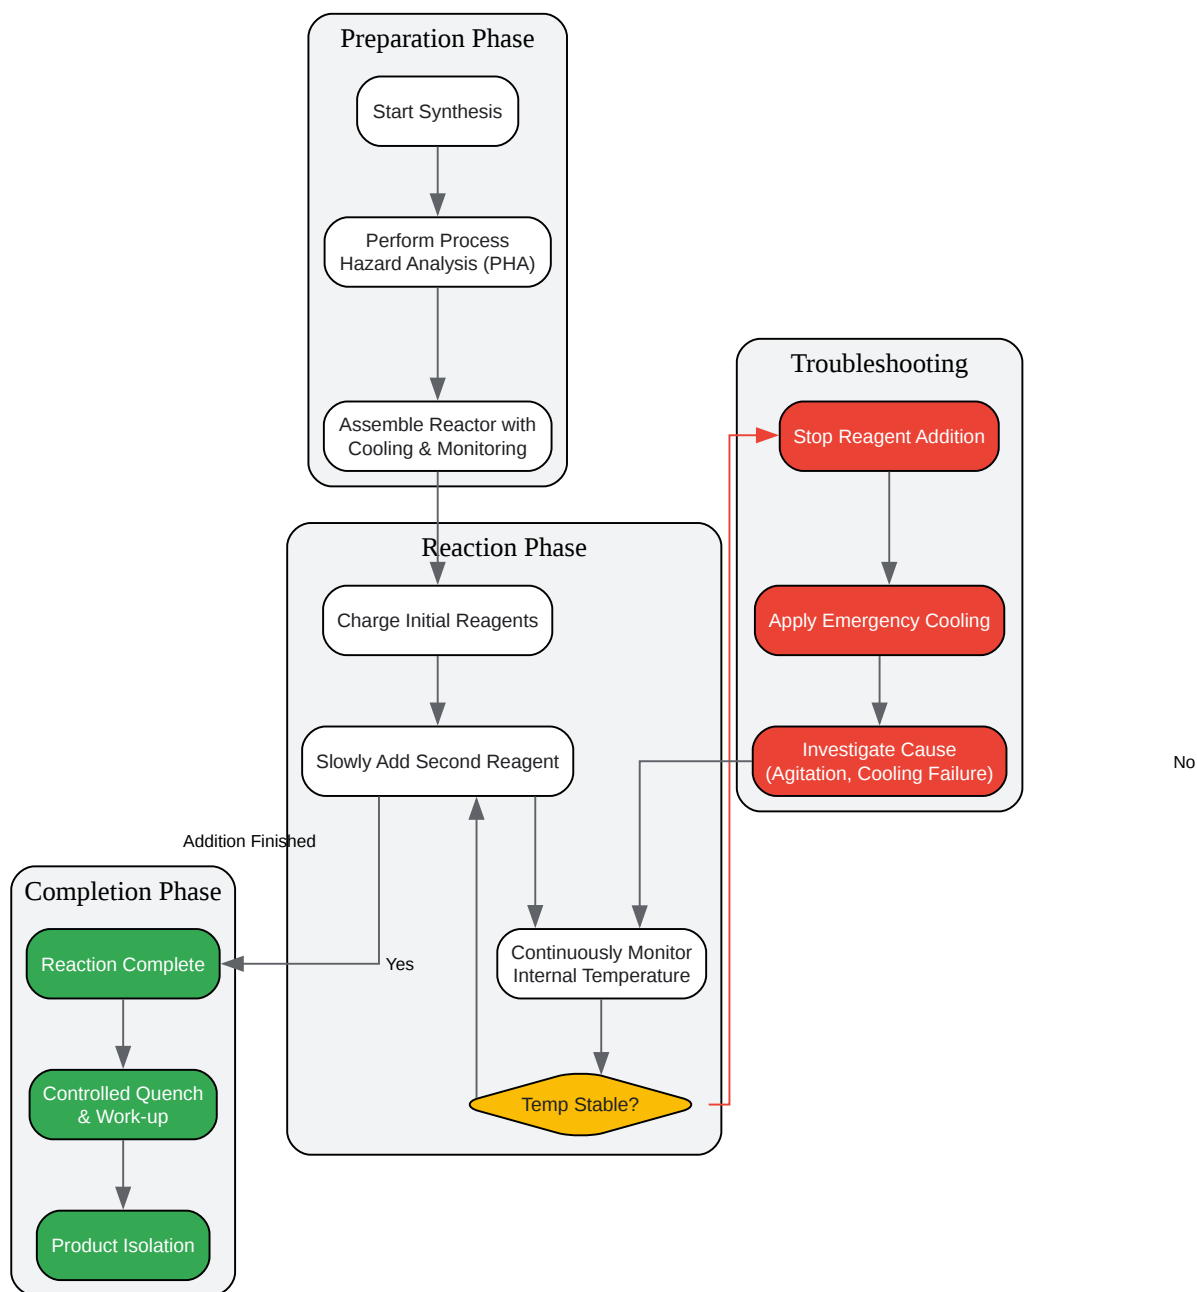 Preparation Phase
Start Synthesis
Perform Process
Hazard Analysis (PHA)
Assemble Reactor with
Cooling & Monitoring
Troubleshooting
Stop Reagent Addition
Apply Emergency Cooling
Investigate Cause
(Agitation, Cooling Failure)
No
Reaction Phase
Charge Initial Reagents
Slowly Add Second Reagent
Addition Finished
Yes
Continuously Monitor
Internal Temperature
Temp Stable?
Completion Phase
Reaction Complete
Controlled Quench
& Work-up
Product Isolation